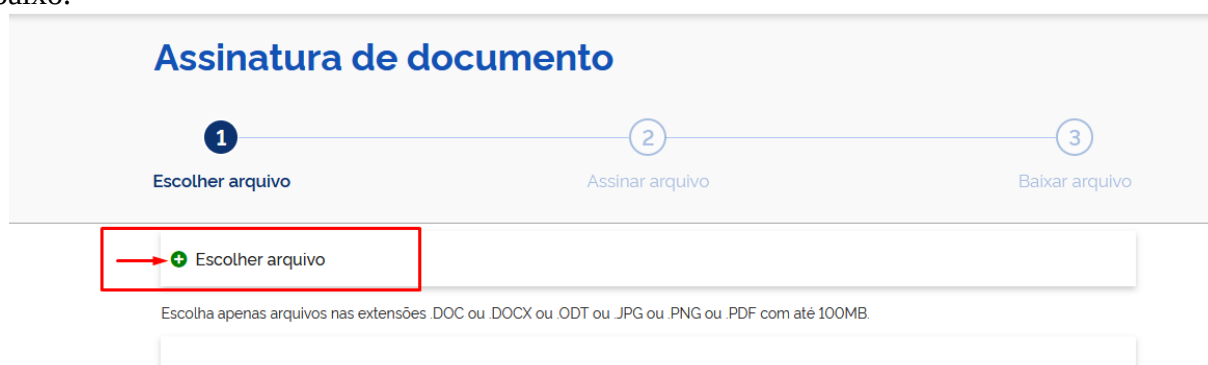 Assinatura de documento
1
2
3
Escolher arquivo
Assinar arquivo
Baixar arquivo
Escolher arquivo
Escolha apenas arquivos nas extensões .DOC ou .DOCX ou .ODT ou .JPG ou .PNG ou .PDF com até 100MB.